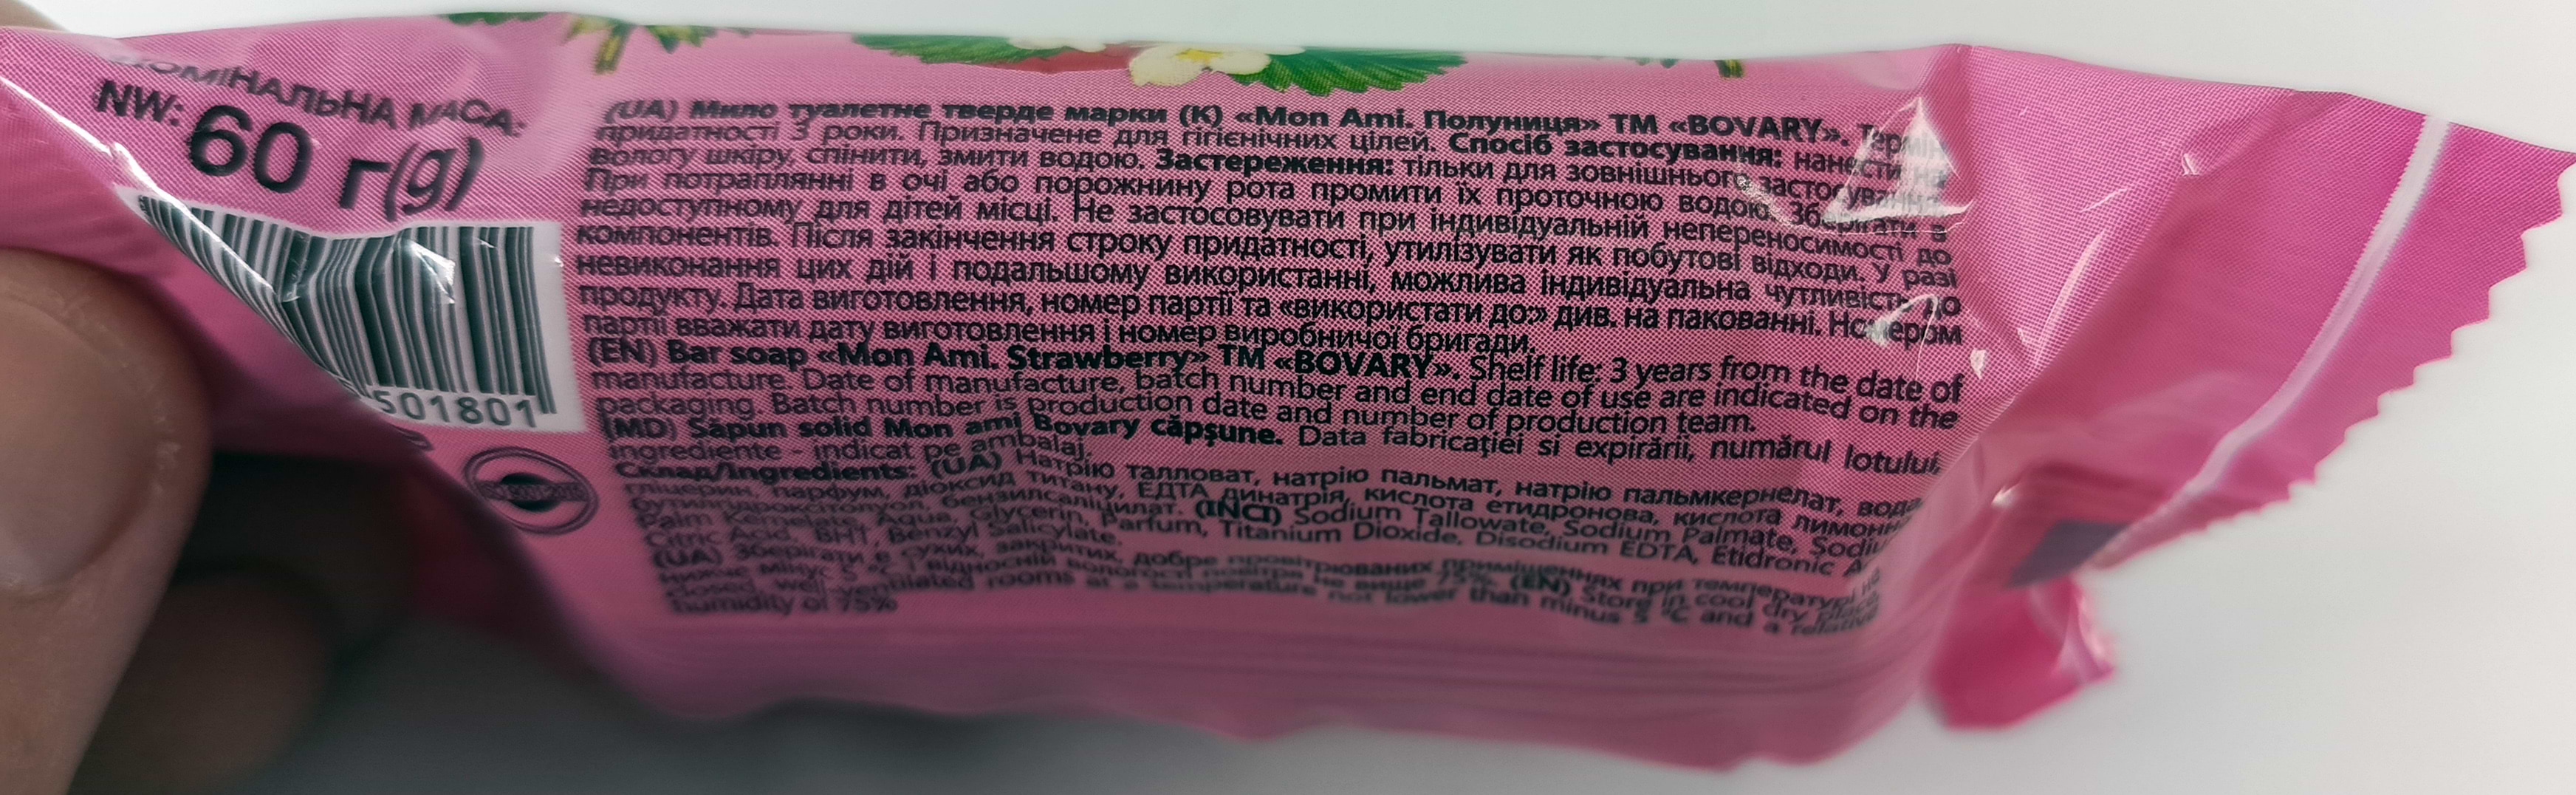 НОМІНАЛЬНА МАСА:
NW: 60 г(g)
501801
(UA) Мило туалетне тверде марки (К) «Mon Ami. Полуниця» ТМ «BOVARY». Термін
придатності 3 роки. Призначене для гігієнічних цілей. Спосіб застосування: нанести на
вологу шкіру, спінити, змити водою. Застереження: тільки для зовнішнього застосування.
При потраплянні в очі або порожнину рота промити їх проточною водою. Зберігати в
недоступному для дітей місці. Не застосовувати при індивідуальній непереносимості до
компонентів. Після закінчення строку придатності, утилізувати як побутові відходи. У разі
невиконання цих дій і подальшому використанні, можлива індивідуальна чутливість до
продукту. Дата виготовлення, номер партії та «використати до:» див. на пакованні. Номером
партії вважати дату виготовлення і номер виробничої бригади.
(EN) Bar soap «Mon Ami. Strawberry» TM «BOVARY». Shelf life: 3 years from the date of
manufacture. Date of manufacture, batch number and end date of use are indicated on the
packaging. Batch number is production date and number of production team.
(MD) Săpun solid Mon ami Bovary căpșune. Data fabricației si expirării, numărul lotului,
ingrediente - indicat pe ambalaj.
Склад/Ingredients: (UA) Натрію талловат, натрію пальмат, натрію пальмкернелат, вода,
парфум, діоксид титану, ЕДТА динатрія, кислота етидронова, кислота лимонна
бензилсаліцилат. (INCI) Sodium Tallowate, Sodium Palmate, Sodium
Palm Aqua, Glycerin, Parfum, Titanium Dioxide, Disodium EDTA, Etidronic
Citric Acid, BHT, Benzyl Salicylate.
(UA) Зберігати в сухих, закритих, добре провітрюваних приміщеннях при температурі не
мінус 5 °C і відносній вологості повітря не вище 75%. (EN) Store in cool dry place
closed, well ventilated rooms at a temperature not lower than minus 5 °C and a relative
humidity of 75%